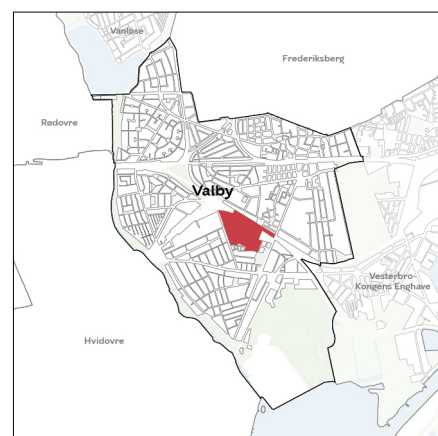 Vanløse
Frederiksberg
Rødovre
Valby
Vesterbro-
Kongens Enghave
Hvidovre